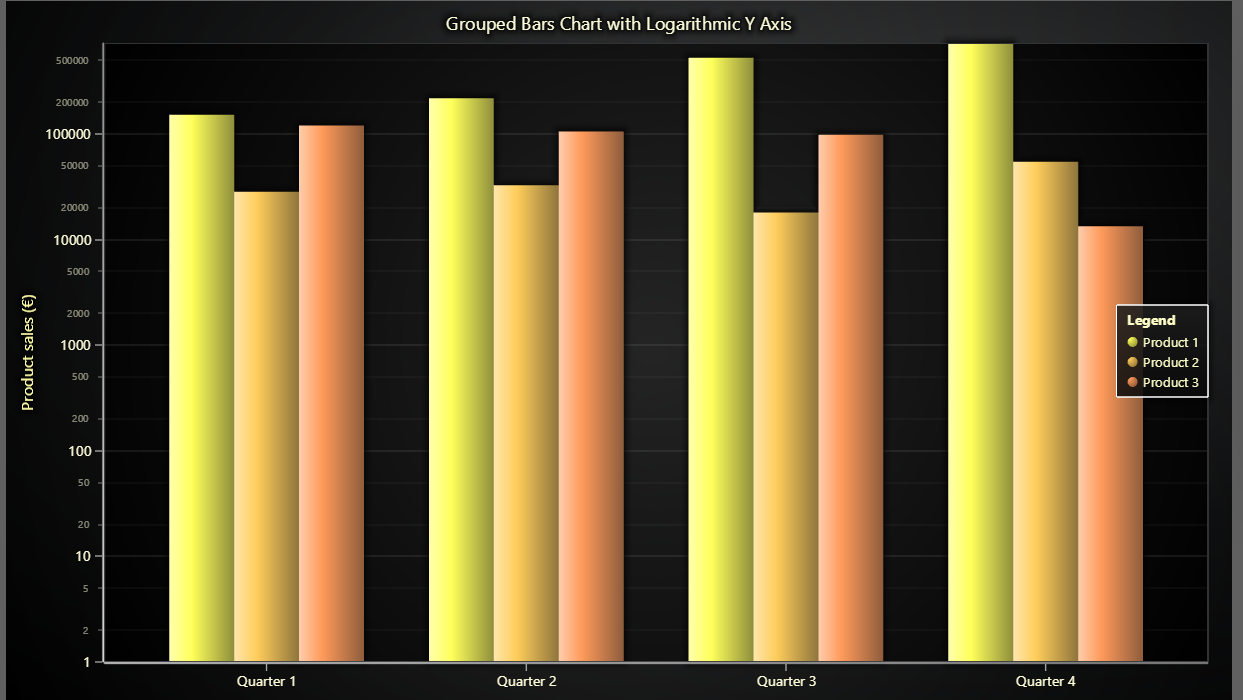 Grouped Bars Chart with Logarithmic Y Axis
Product sales (€)
500000
200000
100000
50000
20000
10000
5000
2000
1000
500
200
100
50
20
10
5
2
1
Quarter 1
Quarter 2
Quarter 3
Quarter 4
Legend
Product 1
Product 2
Product 3